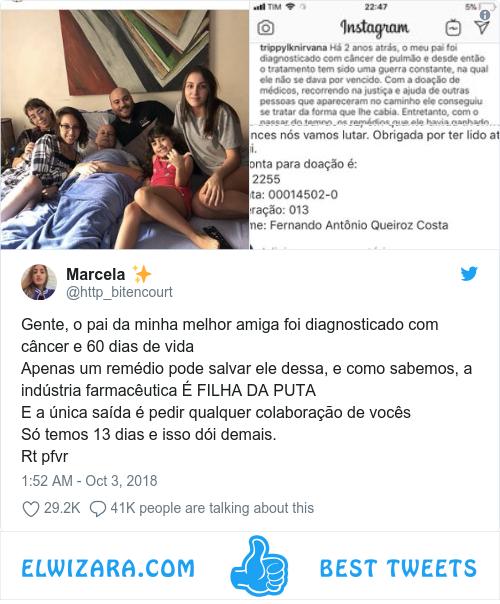 TIM
22:47
5%
Instagram
trippylknirvana Há 2 anos atrás, o meu pai foi
diagnosticado com câncer de pulmão e desde então
o tratamento tem sido uma guerra constante, na qual
ele não se dava por vencido. Com a doação de
médicos, recorrendo na justiça e ajuda de outras
pessoas que apareceram no caminho ele conseguiu
se tratar da forma que lhe cabia. Entretanto, com o
passar do tempo, os remédios que ele havia ganhado
nces nós vamos lutar. Obrigada por ter lido at
i.
onta para doação é:
2255
ta: 00014502-0
ração: 013
me: Fernando Antônio Queiroz Costa
Marcela ✨
@http_bitencourt
Gente, o pai da minha melhor amiga foi diagnosticado com
câncer e 60 dias de vida
Apenas um remédio pode salvar ele dessa, e como sabemos, a
indústria farmacêutica É FILHA DA PUTA
E a única saída é pedir qualquer colaboração de vocês
Só temos 13 dias e isso dói demais.
Rt pfvr
1:52 AM - Oct 3, 2018
29.2K 41K people are talking about this
ELWIZARA.COM BEST TWEETS